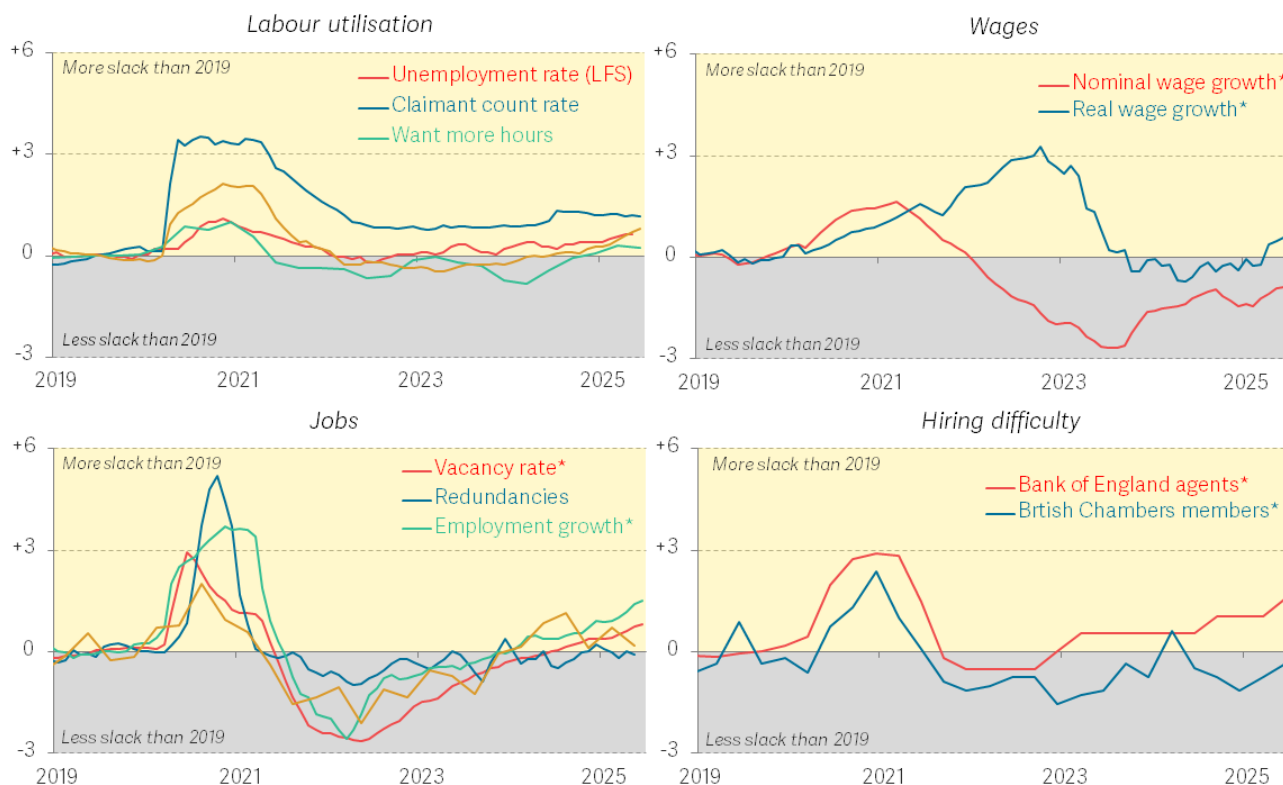 Labour utilisation
+6
More slack than 2019
Unemployment rate (LFS)
Claimant count rate
Want more hours
+3
0
Less slack than 2019
-3
2019
2021
2023
2025
Wages
+6
More slack than 2019
Nominal wage growth*
Real wage growth*
+3
0
Less slack than 2019
-3
2019
2021
2023
2025
Jobs
+6
More slack than 2019
Vacancy rate*
Redundancies
Employment growth*
+3
0
Less slack than 2019
-3
2019
2021
2023
2025
Hiring difficulty
+6
More slack than 2019
Bank of England agents*
Brtish Chambers members*
+3
0
Less slack than 2019
-3
2019
2021
2023
2025